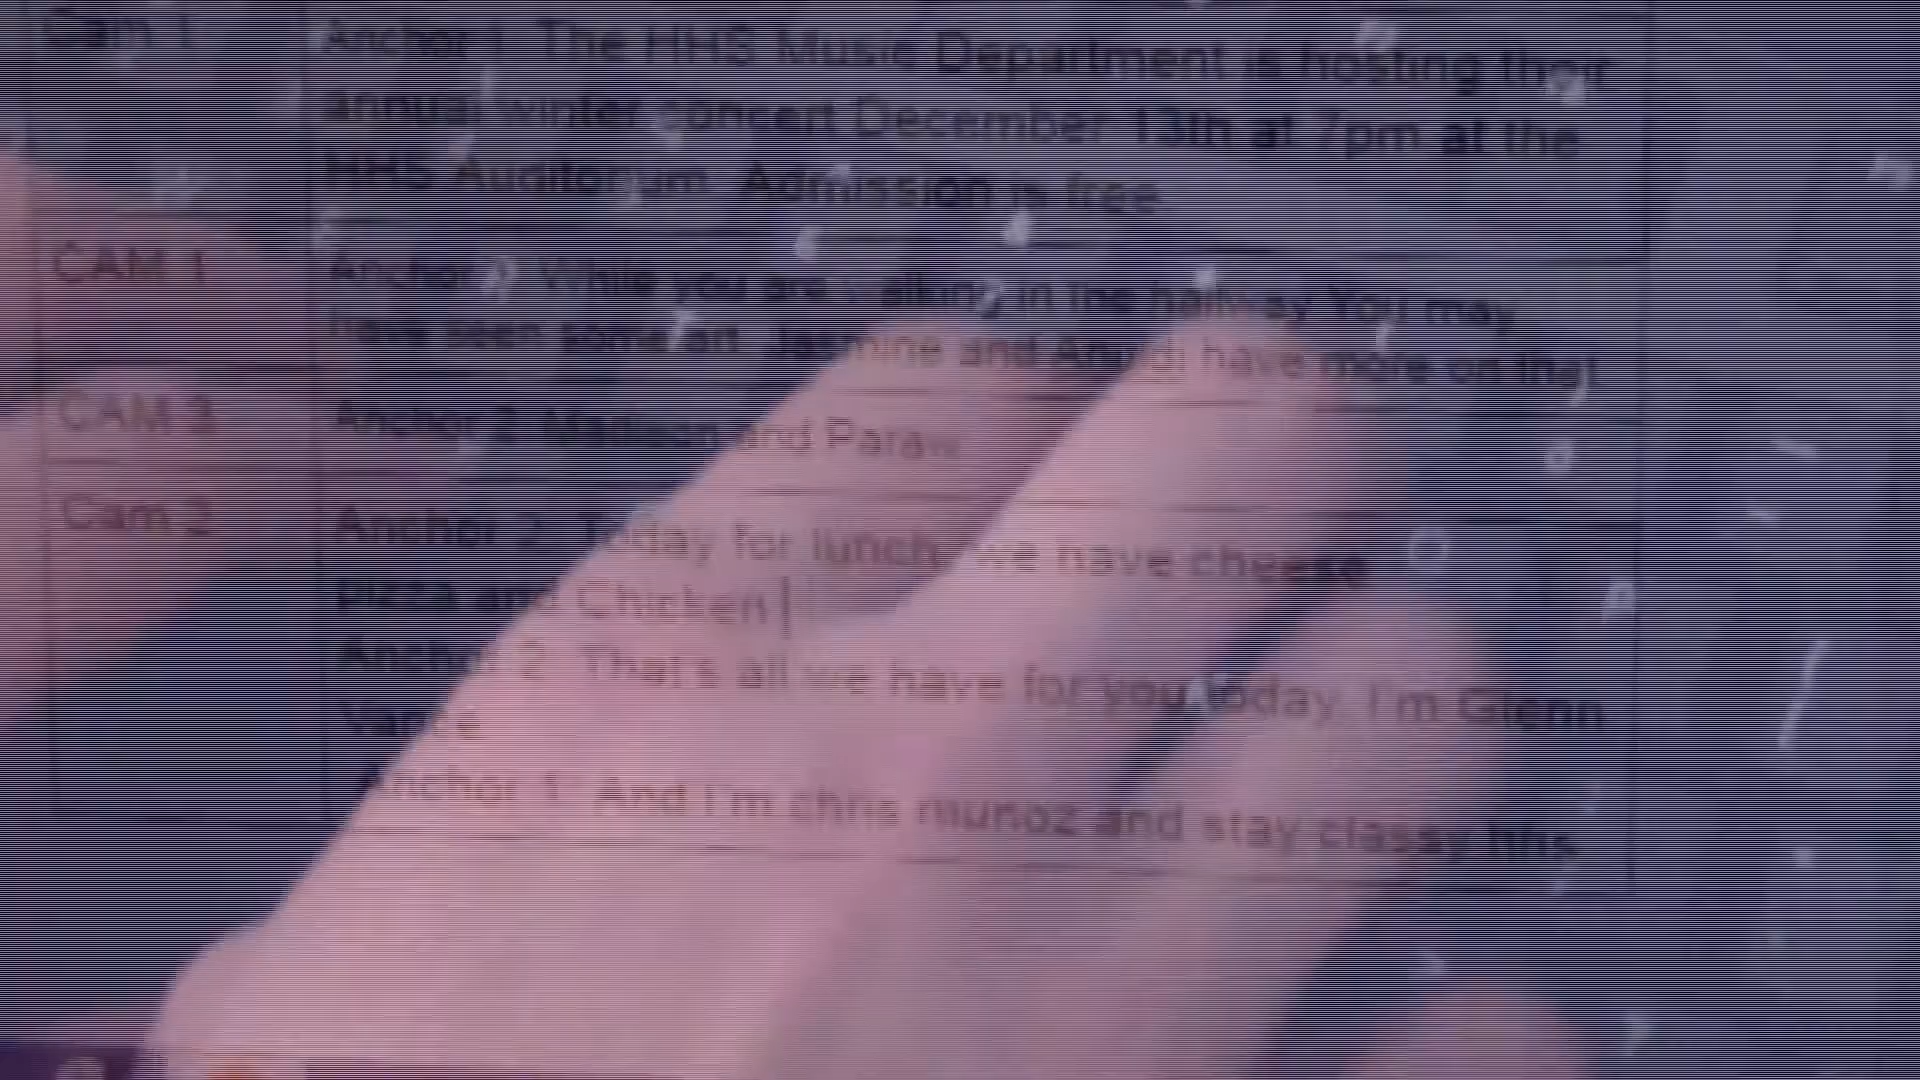 Cam 1
Anchor 1: The HHS Music Department is hosting their
annual winter concert December 13th at 7pm at the
HHS Auditorium. Admission is free.
CAM 1
Anchor 2: While you are walking in the hallway You may
have seen some art. Jasmine and have more on that
CAM 3
Anchor 2: Madison and Paraw
Cam 2
Anchor 2: Today for lunch, we have cheese
pizza and Chicken
Anchor 2: That's all we have for you today. I'm Glenn
Vance
Anchor 1: And I'm chris munoz and stay classy hhs